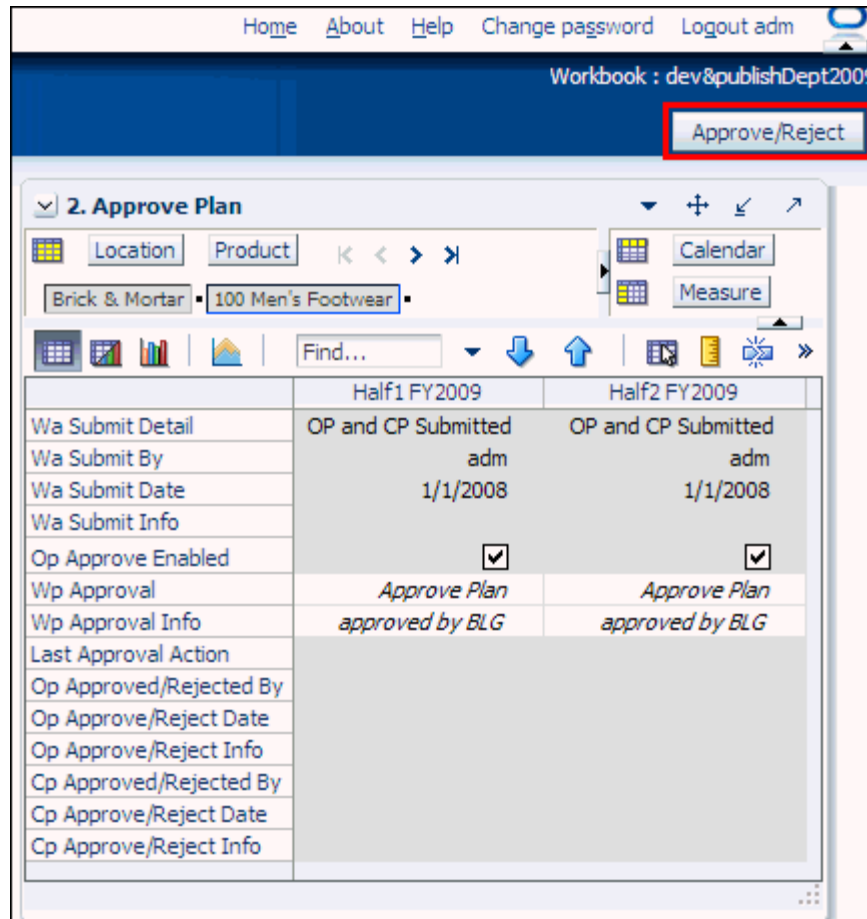 Home About Help Change password Logout adm
Workbook : dev&publishDept2009
Approve/Reject
2. Approve Plan
Location Product Calendar
Brick & Mortar 100 Men's Footwear Measure
Find...
Half1 FY2009 Half2 FY2009
Wa Submit Detail OP and CP Submitted OP and CP Submitted
Wa Submit By adm adm
Wa Submit Date 1/1/2008 1/1/2008
Wa Submit Info
Op Approve Enabled
Wp Approval Approve Plan Approve Plan
Wp Approval Info approved by BLG approved by BLG
Last Approval Action
Op Approved/Rejected By
Op Approve/Reject Date
Op Approve/Reject Info
Cp Approved/Rejected By
Cp Approve/Reject Date
Cp Approve/Reject Info